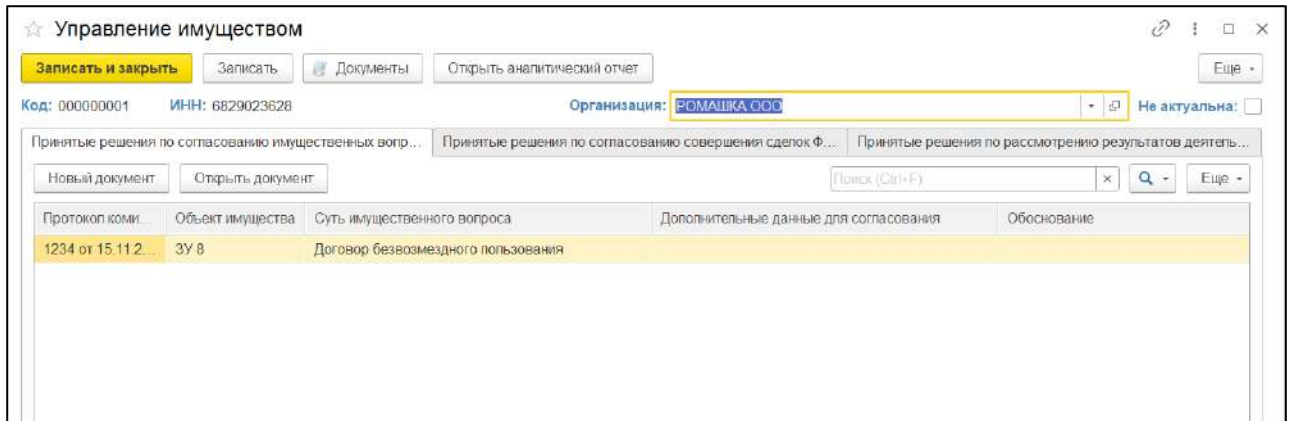 Управление имуществом
Записать и закрыть Записать Документы Открыть аналитический отчет Еще
Код: 000000001 ИНН: 6829023628 Организация: РОМАШКА ООО Не актуальна:
Принятые решения по согласованию имущественных вопр... Принятые решения по согласованию совершения сделок Ф... Принятые решения по рассмотрению результатов деятель...
Новый документ Открыть документ Поиск (Ctrl+F) Еще
Протокол коми... Объект имущества Суть имущественного вопроса Дополнительные данные для согласования Обоснование
1234 от 15.11.2... ЗУ 8 Договор безвозмездного пользования